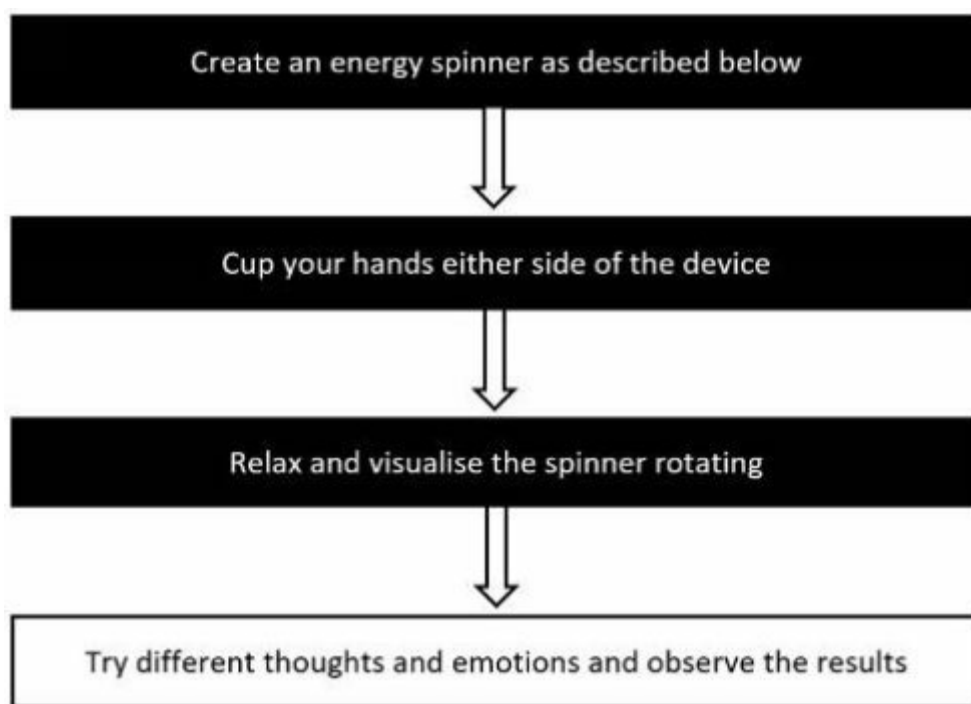 Create an energy spinner as described below
Cup your hands either side of the device
Relax and visualise the spinner rotating
Try different thoughts and emotions and observe the results